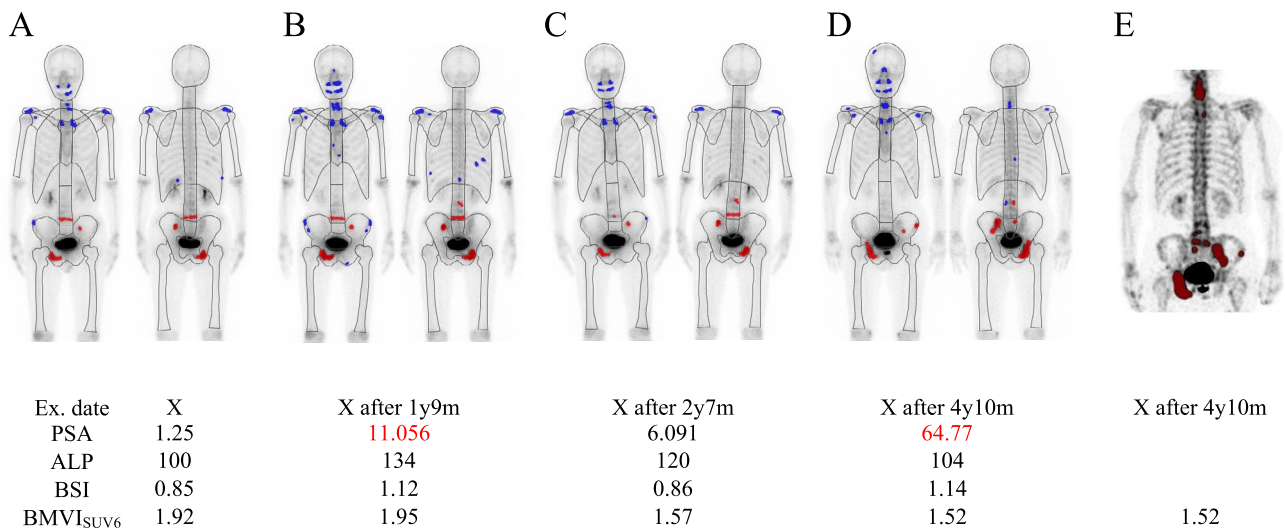 A B C D E
Ex. date X X after 1y9m X after 2y7m X after 4y10m X after 4y10m
PSA 1.25 11.056 6.091 64.77
ALP 100 134 120 104
BSI 0.85 1.12 0.86 1.14
BMVISUV6 1.92 1.95 1.57 1.52 1.52